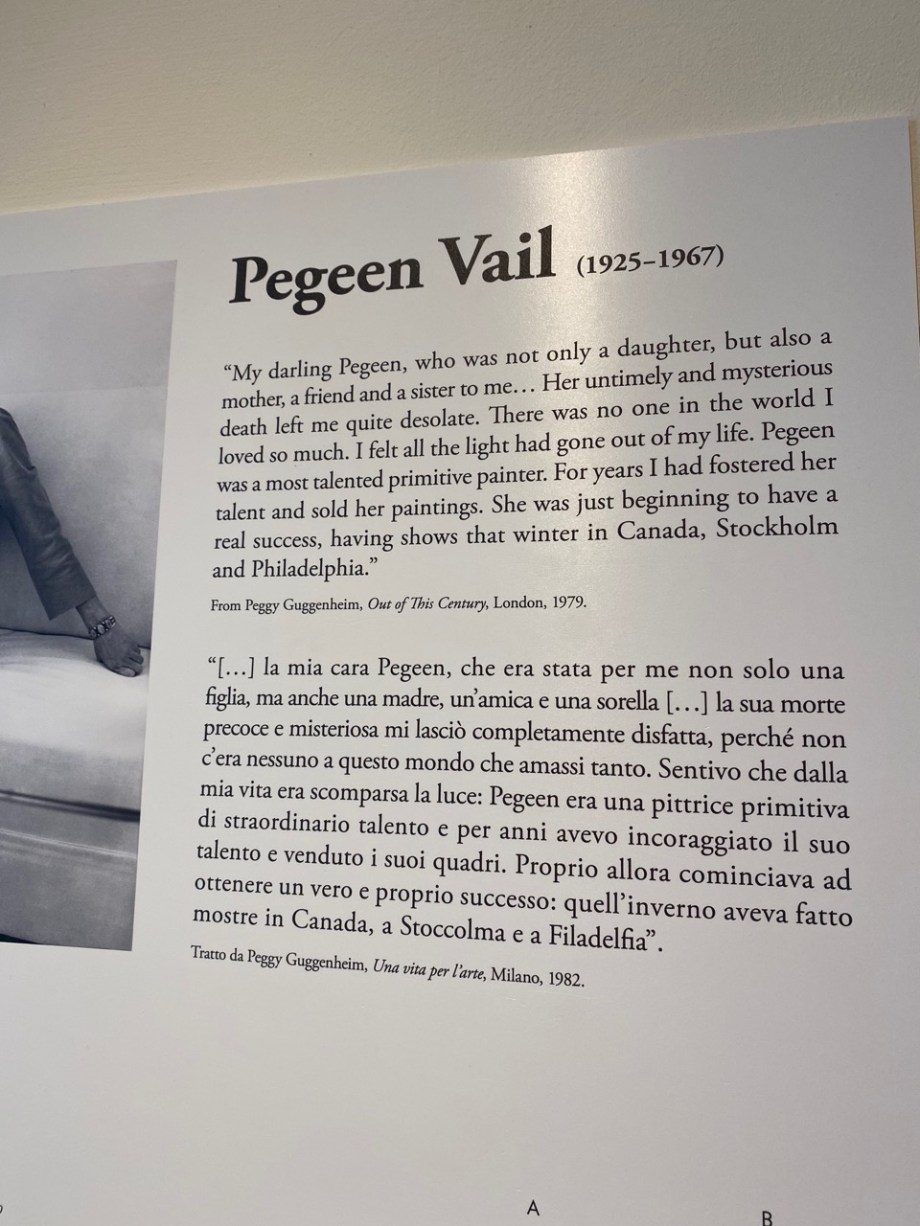 Pegeen Vail (1925–1967)
“My darling Pegeen, who was not only a daughter, but also a
mother, a friend and a sister to me… Her untimely and mysterious
death left me quite desolate. There was no one in the world I
loved so much. I felt all the light had gone out of my life. Pegeen
was a most talented primitive painter. For years I had fostered her
talent and sold her paintings. She was just beginning to have a
real success, having shows that winter in Canada, Stockholm
and Philadelphia.”
From Peggy Guggenheim, Out of This Century, London, 1979.
“[…] la mia cara Pegeen, che era stata per me non solo una
figlia, ma anche una madre, un’amica e una sorella […] la sua morte
precoce e misteriosa mi lasciò completamente disfatta, perché non
c’era nessuno a questo mondo che amassi tanto. Sentivo che dalla
mia vita era scomparsa la luce: Pegeen era una pittrice primitiva
di straordinario talento e per anni avevo incoraggiato il suo
talento e venduto i suoi quadri. Proprio allora cominciava ad
ottenere un vero e proprio successo: quell’inverno aveva fatto
mostre in Canada, a Stoccolma e a Filadelfia”.
Tratto da Peggy Guggenheim, Una vita per l’arte, Milano, 1982.
A
B